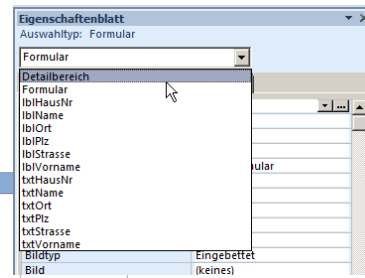 Eigenschaftenblatt
Auswahltyp: Formular
Formular
Detailbereich
Formular
lblHausNr
lblName
lblOrt
lblPlz
lblStrasse
lblVorname
ular
txtHausNr
txtName
txtOrt
txtPlz
txtStrasse
txtVorname
Bildtyp Eingebettet
Bild (keines)